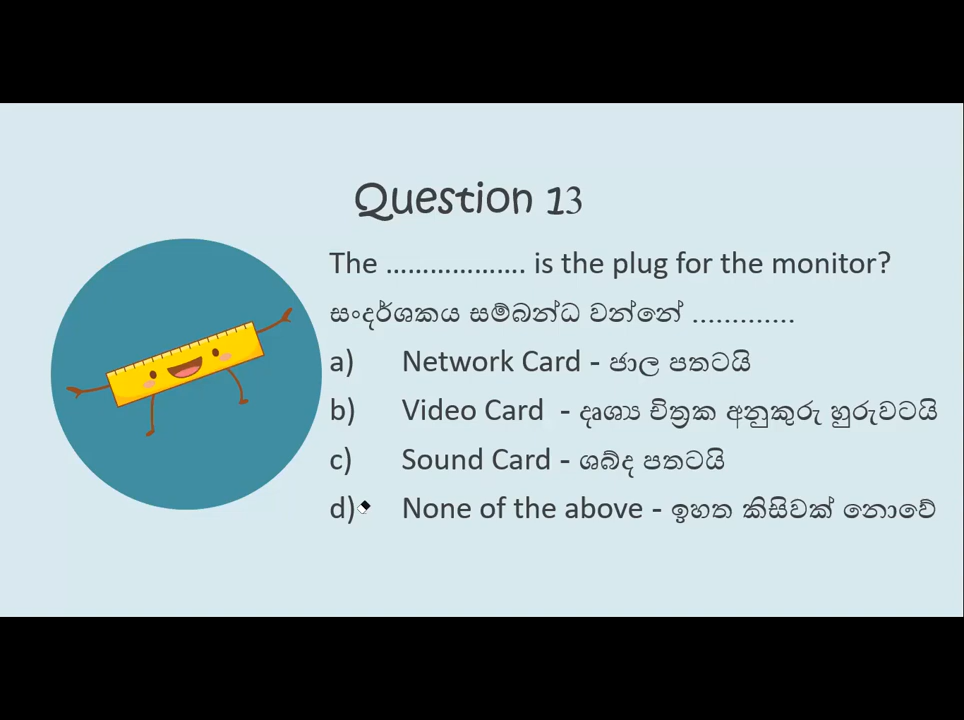 Question 13
The ................... is the plug for the monitor?
සංදර්ශකය සම්බන්ධ වන්නේ .............
a) Network Card - ජාල පතටයි
b) Video Card - දෘශ්‍ය චිත්‍රක අනුකුරු හුරුවටයි
c) Sound Card - ශබ්ද පතටයි
d) None of the above - ඉහත කිසිවක් නොවේ